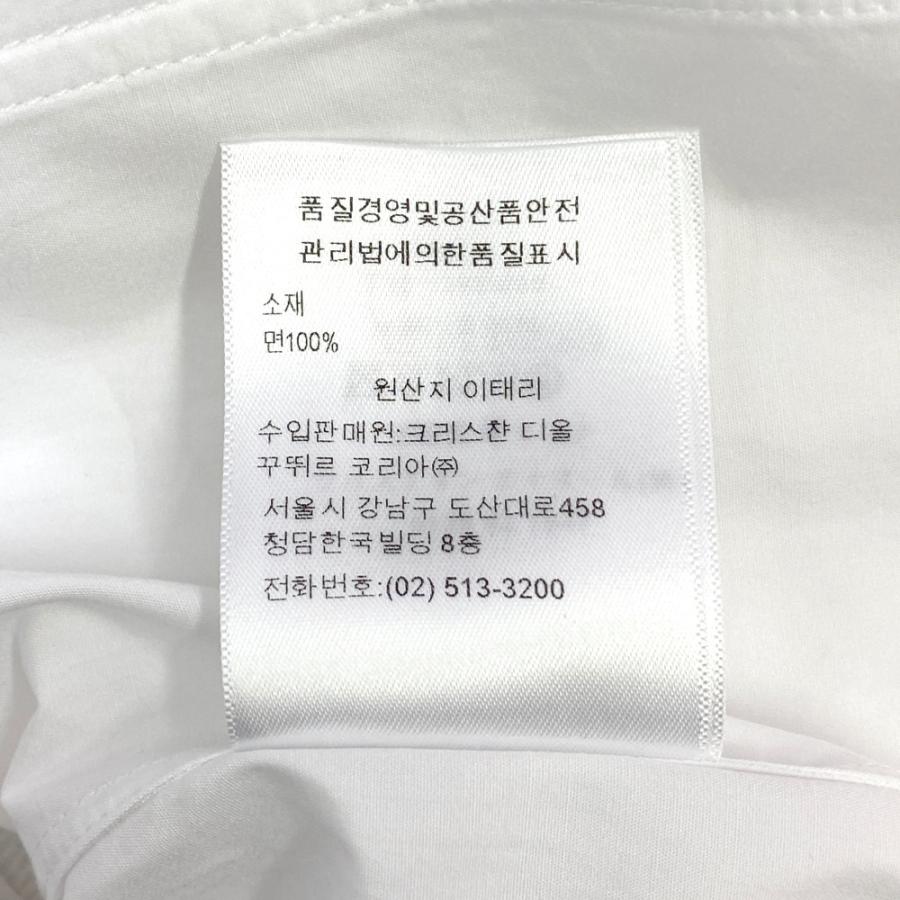 품질경영및공산품안전
관리법에의한품질표시
소재
면100%
원산지 이태리
수입판매원:크리스챤 디올
꾸뛰르 코리아㈜
서울시 강남구 도산대로458
청담한국빌딩 8층
전화번호:(02) 513-3200